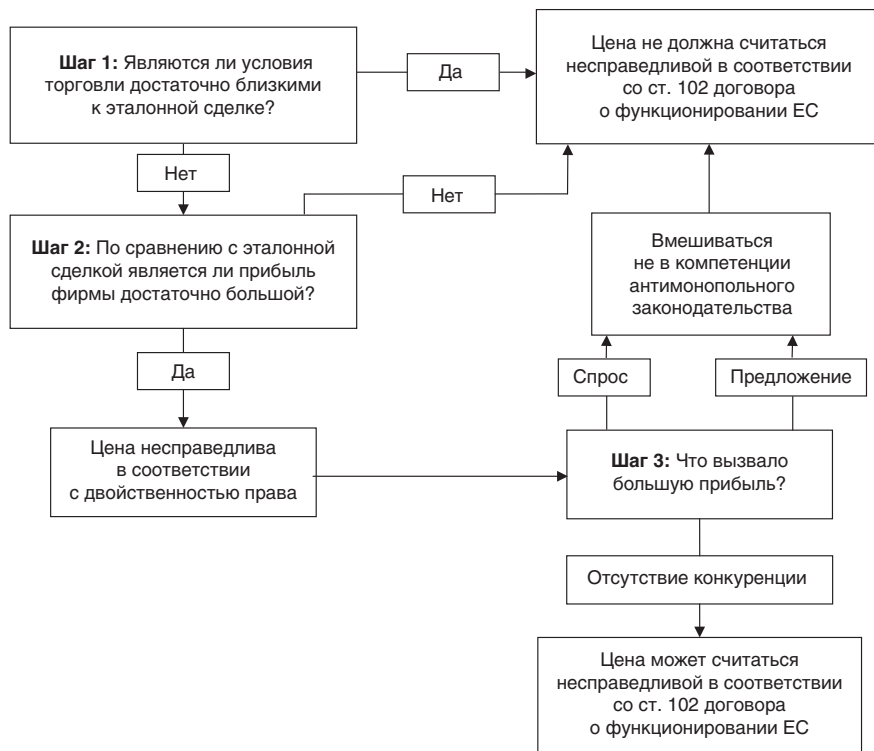 Шаг 1: Являются ли условия
торговли достаточно близкими
к эталонной сделке?
Да
Цена не должна считаться
несправедливой в соответствии
со ст. 102 договора
о функционировании ЕС
Нет
Нет
Шаг 2: По сравнению с эталонной
сделкой является ли прибыль
фирмы достаточно большой?
Вмешиваться
не в компетенции
антимонопольного
законодательства
Да
Спрос
Предложение
Цена несправедлива
в соответствии
с двойственностью права
Шаг 3: Что вызвало
большую прибыль?
Отсутствие конкуренции
Цена может считаться
несправедливой в соответствии
со ст. 102 договора
о функционировании ЕС